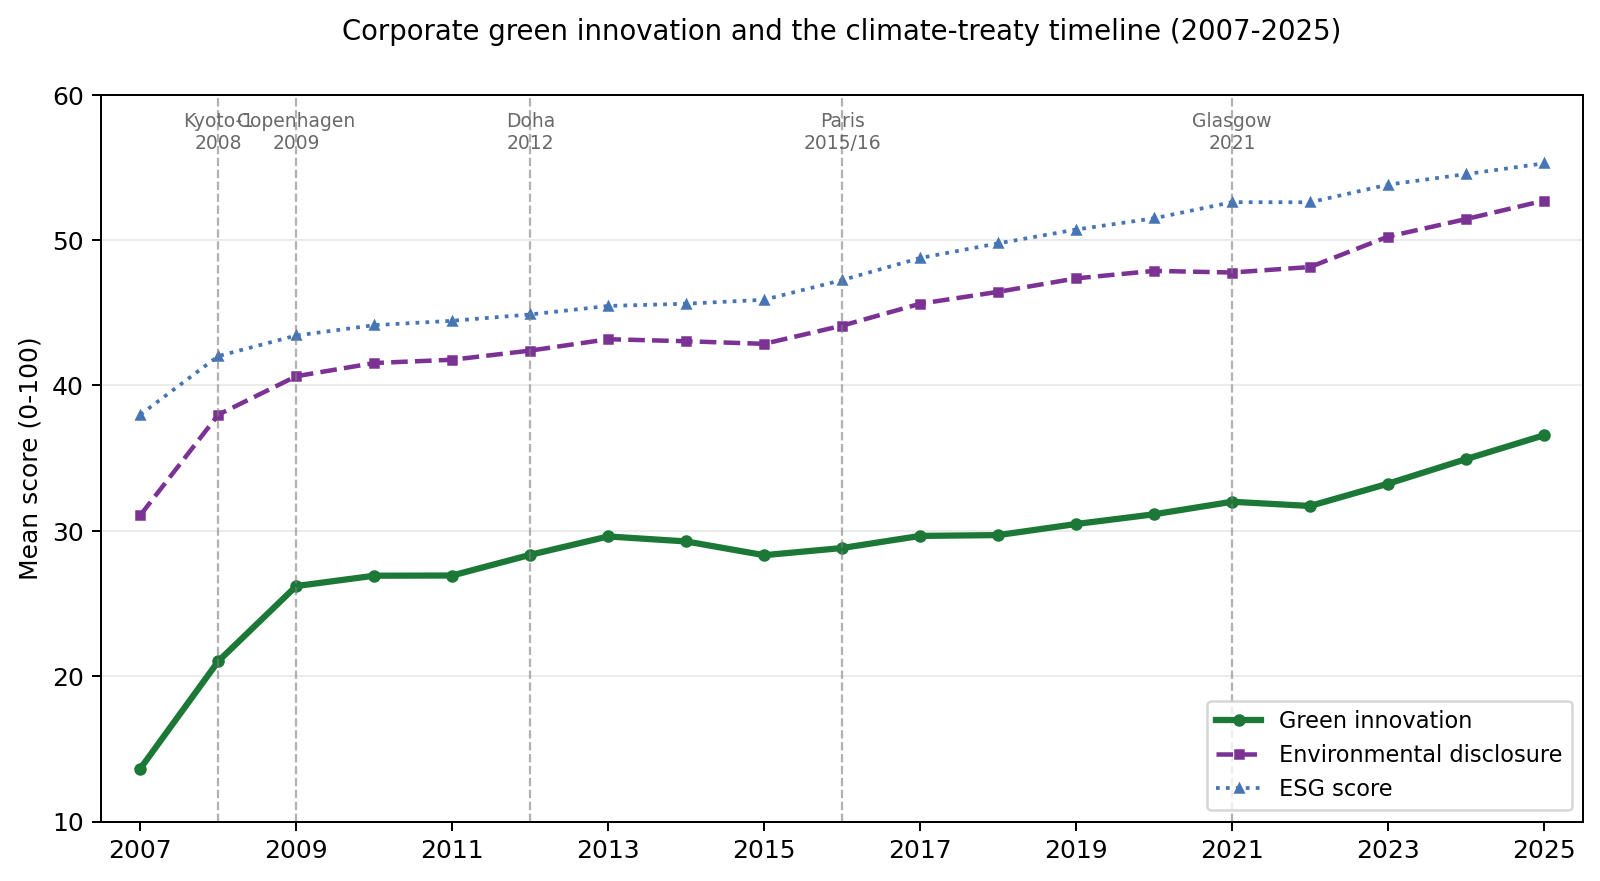 Corporate green innovation and the climate-treaty timeline (2007-2025)
60
50
40
30
20
10
Mean score (0-100)
Kyoto-1
2008
Copenhagen
2009
Doha
2012
Paris
2015/16
Glasgow
2021
Green innovation
Environmental disclosure
ESG score
2007 2009 2011 2013 2015 2017 2019 2021 2023 2025